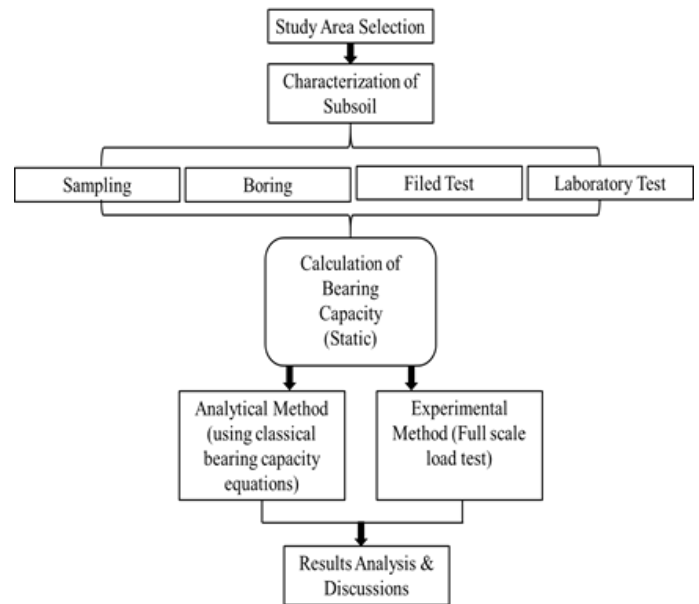 Study Area Selection
Characterization of
Subsoil
Sampling
Boring
Filed Test
Laboratory Test
Calculation of
Bearing
Capacity
(Static)
Analytical Method
(using classical
bearing capacity
equations)
Experimental
Method (Full scale
load test)
Results Analysis &
Discussions